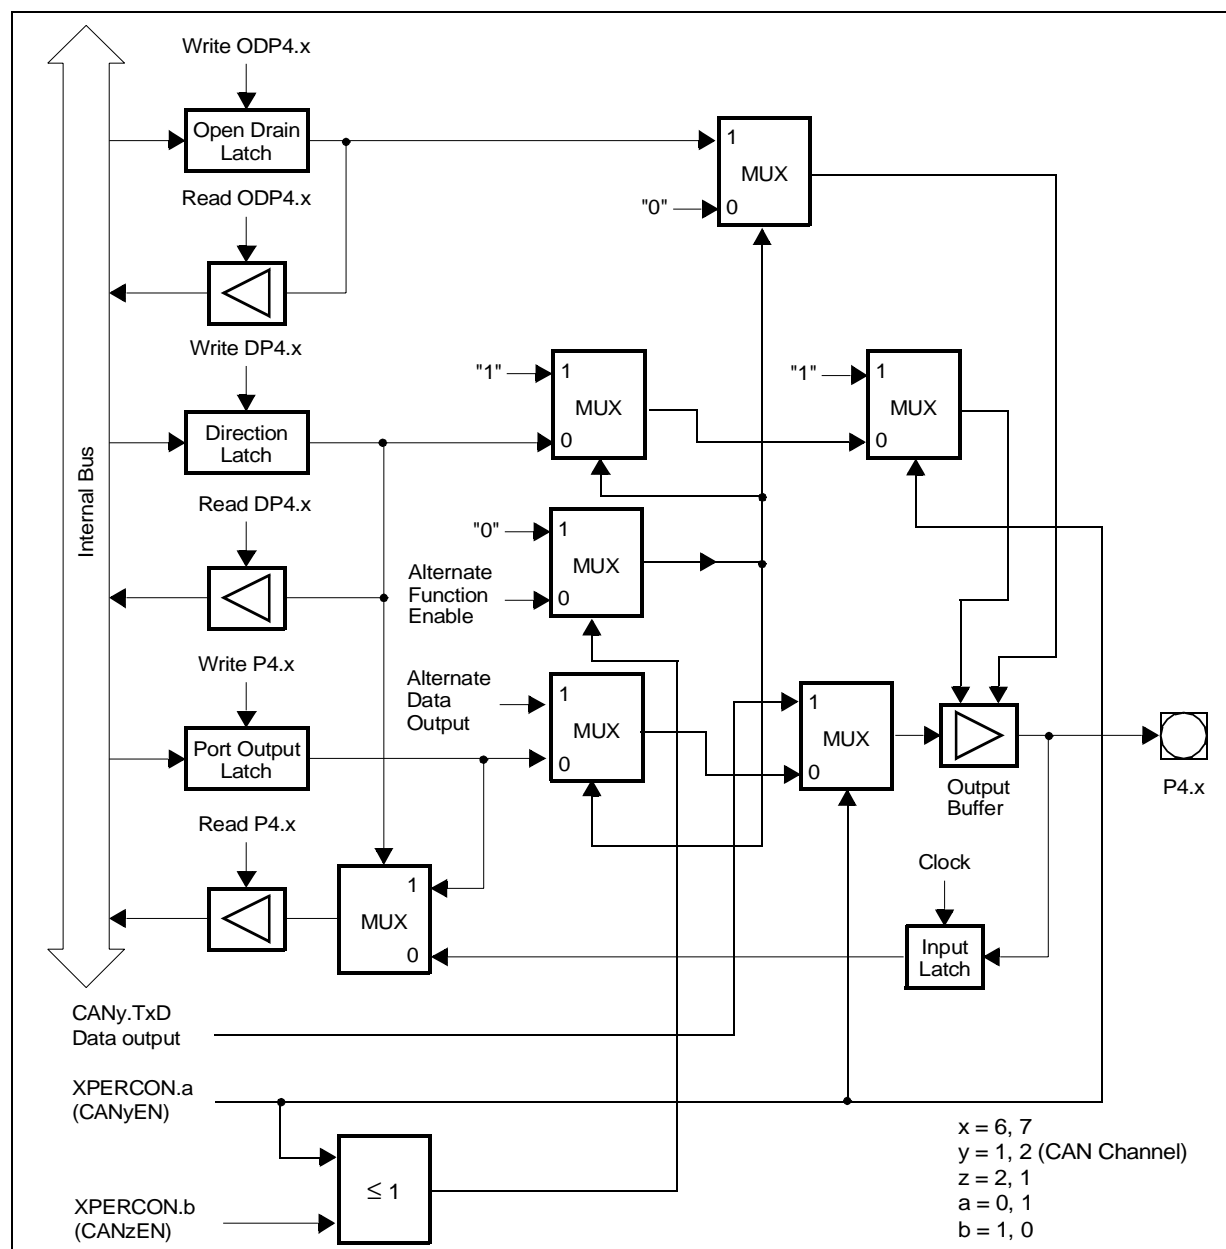 Write ODP4.x
Open Drain
Latch
1
MUX
"0"
0
Read ODP4.x
Write DP4.x
"1"
1
MUX
0
"1"
1
MUX
0
Direction
Latch
Internal Bus
Read DP4.x
"0"
1
MUX
0
Alternate
Function
Enable
Write P4.x
Alternate
Data
Output
1
MUX
0
1
MUX
0
Port Output
Latch
Output
Buffer
P4.x
Read P4.x
1
MUX
0
Clock
Input
Latch
CANy.TxD
Data output
XPERCON.a
(CANyEN)
≤ 1
XPERCON.b
(CANzEN)
x = 6, 7
y = 1, 2 (CAN Channel)
z = 2, 1
a = 0, 1
b = 1, 0